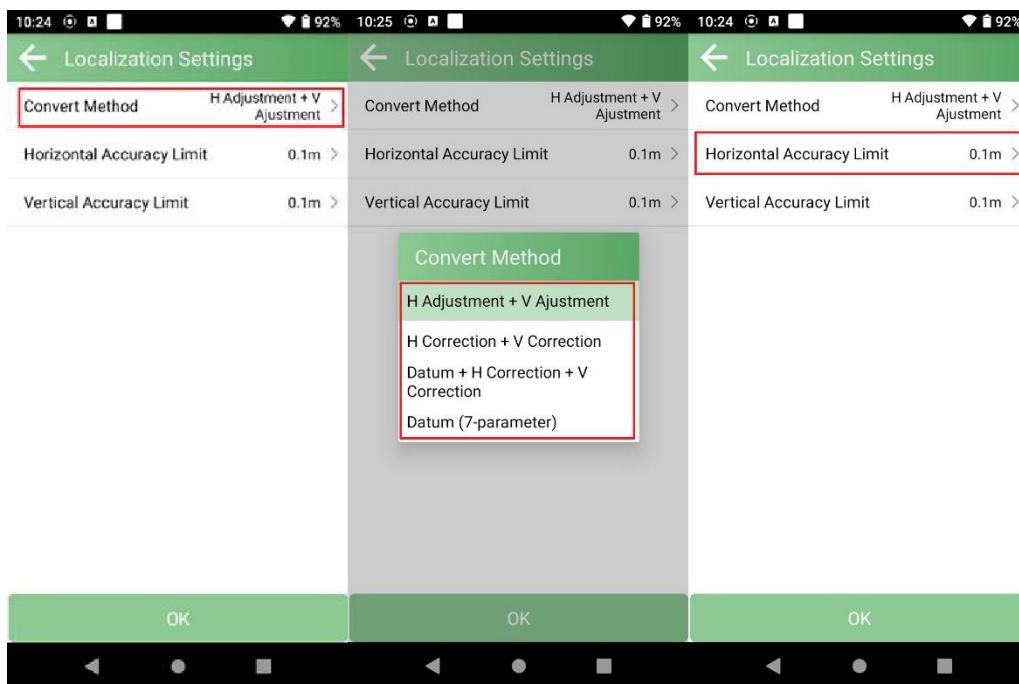 10:24 92%
Localization Settings
Convert Method H Adjustment + V
Ajustment
Horizontal Accuracy Limit 0.1m
Vertical Accuracy Limit 0.1m
OK
10:25 92%
Localization Settings
Convert Method H Adjustment + V
Ajustment
Horizontal Accuracy Limit 0.1m
Vertical Accuracy Limit 0.1m
Convert Method
H Adjustment + V Ajustment
H Correction + V Correction
Datum + H Correction + V
Correction
Datum (7-parameter)
OK
10:24 92%
Localization Settings
Convert Method H Adjustment + V
Ajustment
Horizontal Accuracy Limit 0.1m
Vertical Accuracy Limit 0.1m
OK